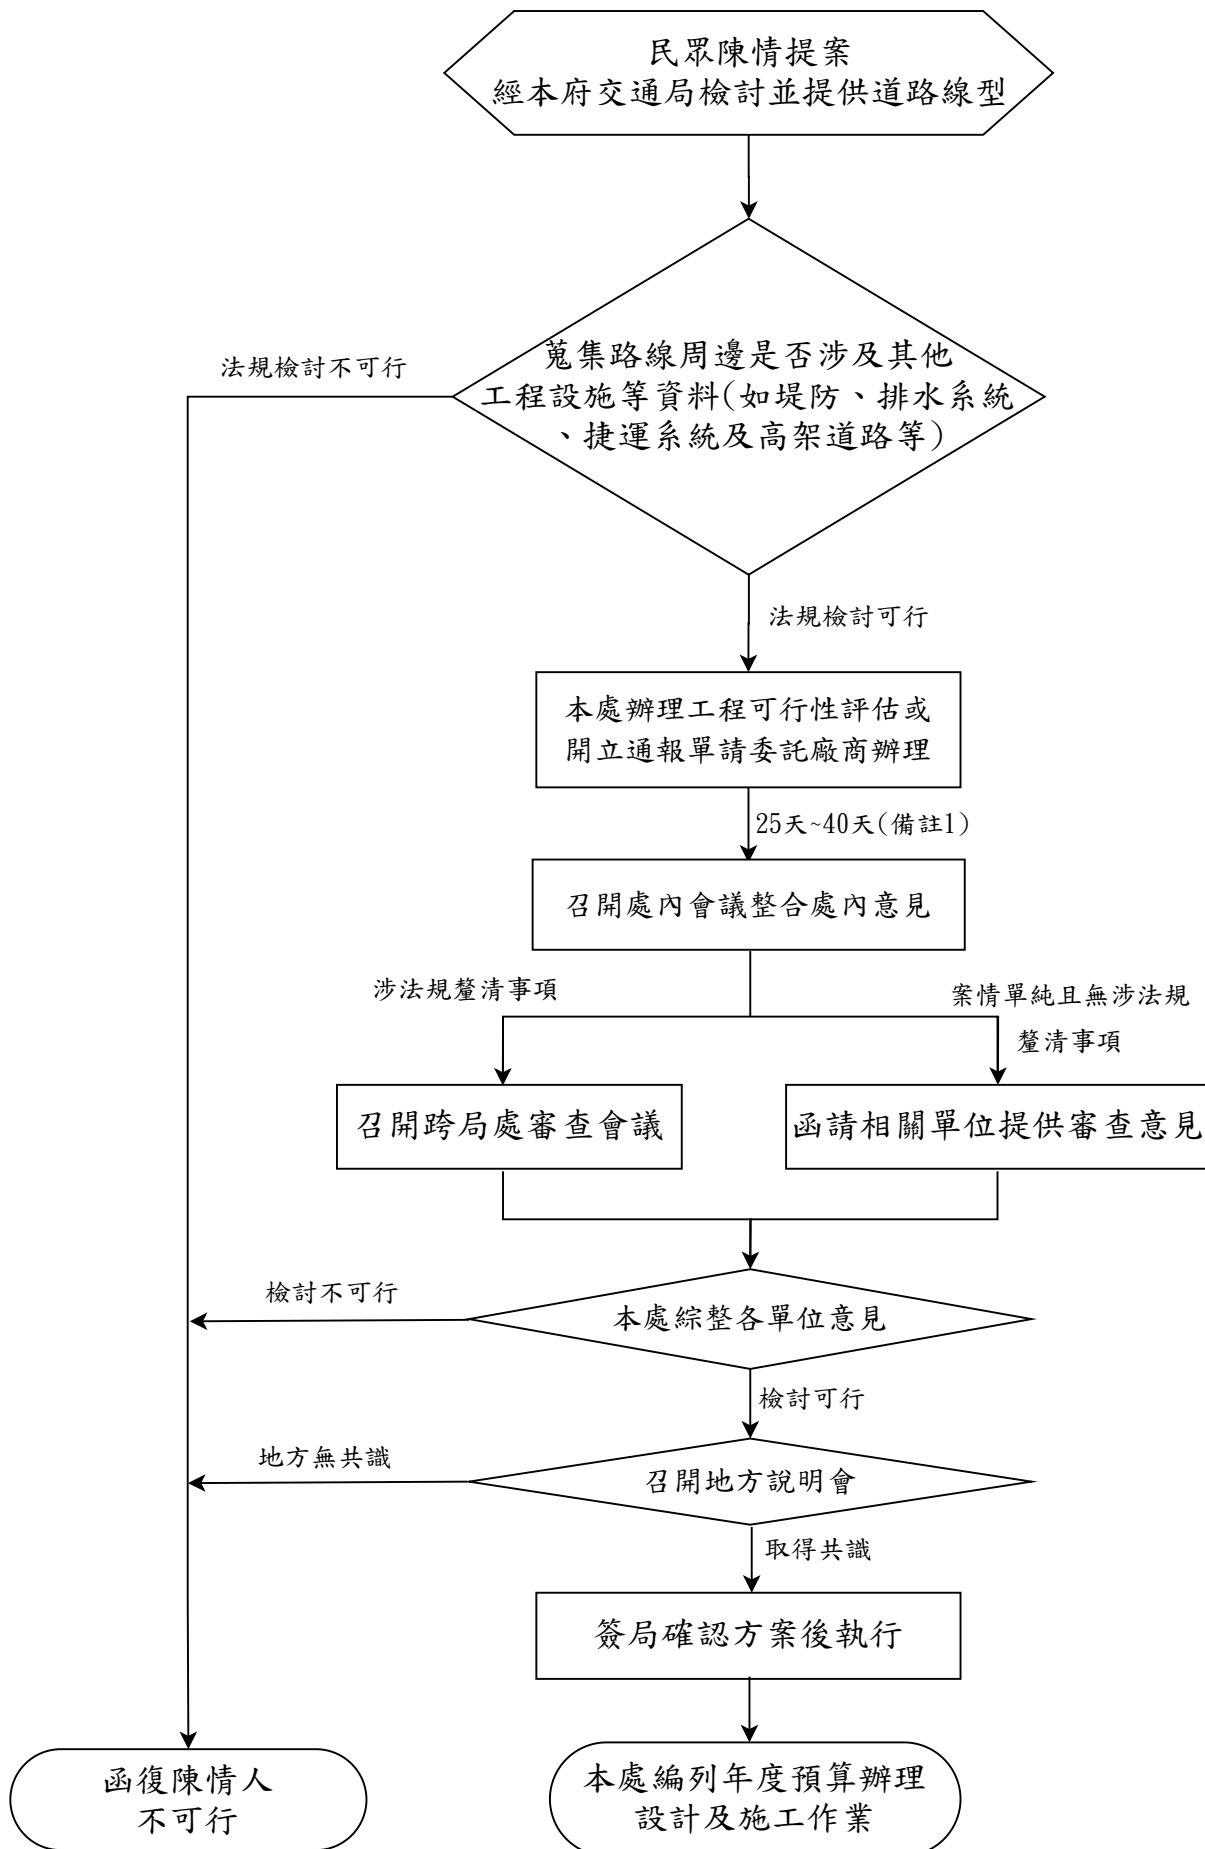 民眾陳情提案
經本府交通局檢討並提供道路線型
法規檢討不可行
蒐集路線周邊是否涉及其他
工程設施等資料(如堤防、排水系統
、捷運系統及高架道路等)
法規檢討可行
本處辦理工程可行性評估或
開立通報單請委託廠商辦理
25天~40天(備註1)
召開處內會議整合處內意見
涉法規釐清事項
案情單純且無涉法規
釐清事項
召開跨局處審查會議
函請相關單位提供審查意見
檢討不可行
本處綜整各單位意見
檢討可行
地方無共識
召開地方說明會
取得共識
簽局確認方案後執行
函復陳情人
不可行
本處編列年度預算辦理
設計及施工作業